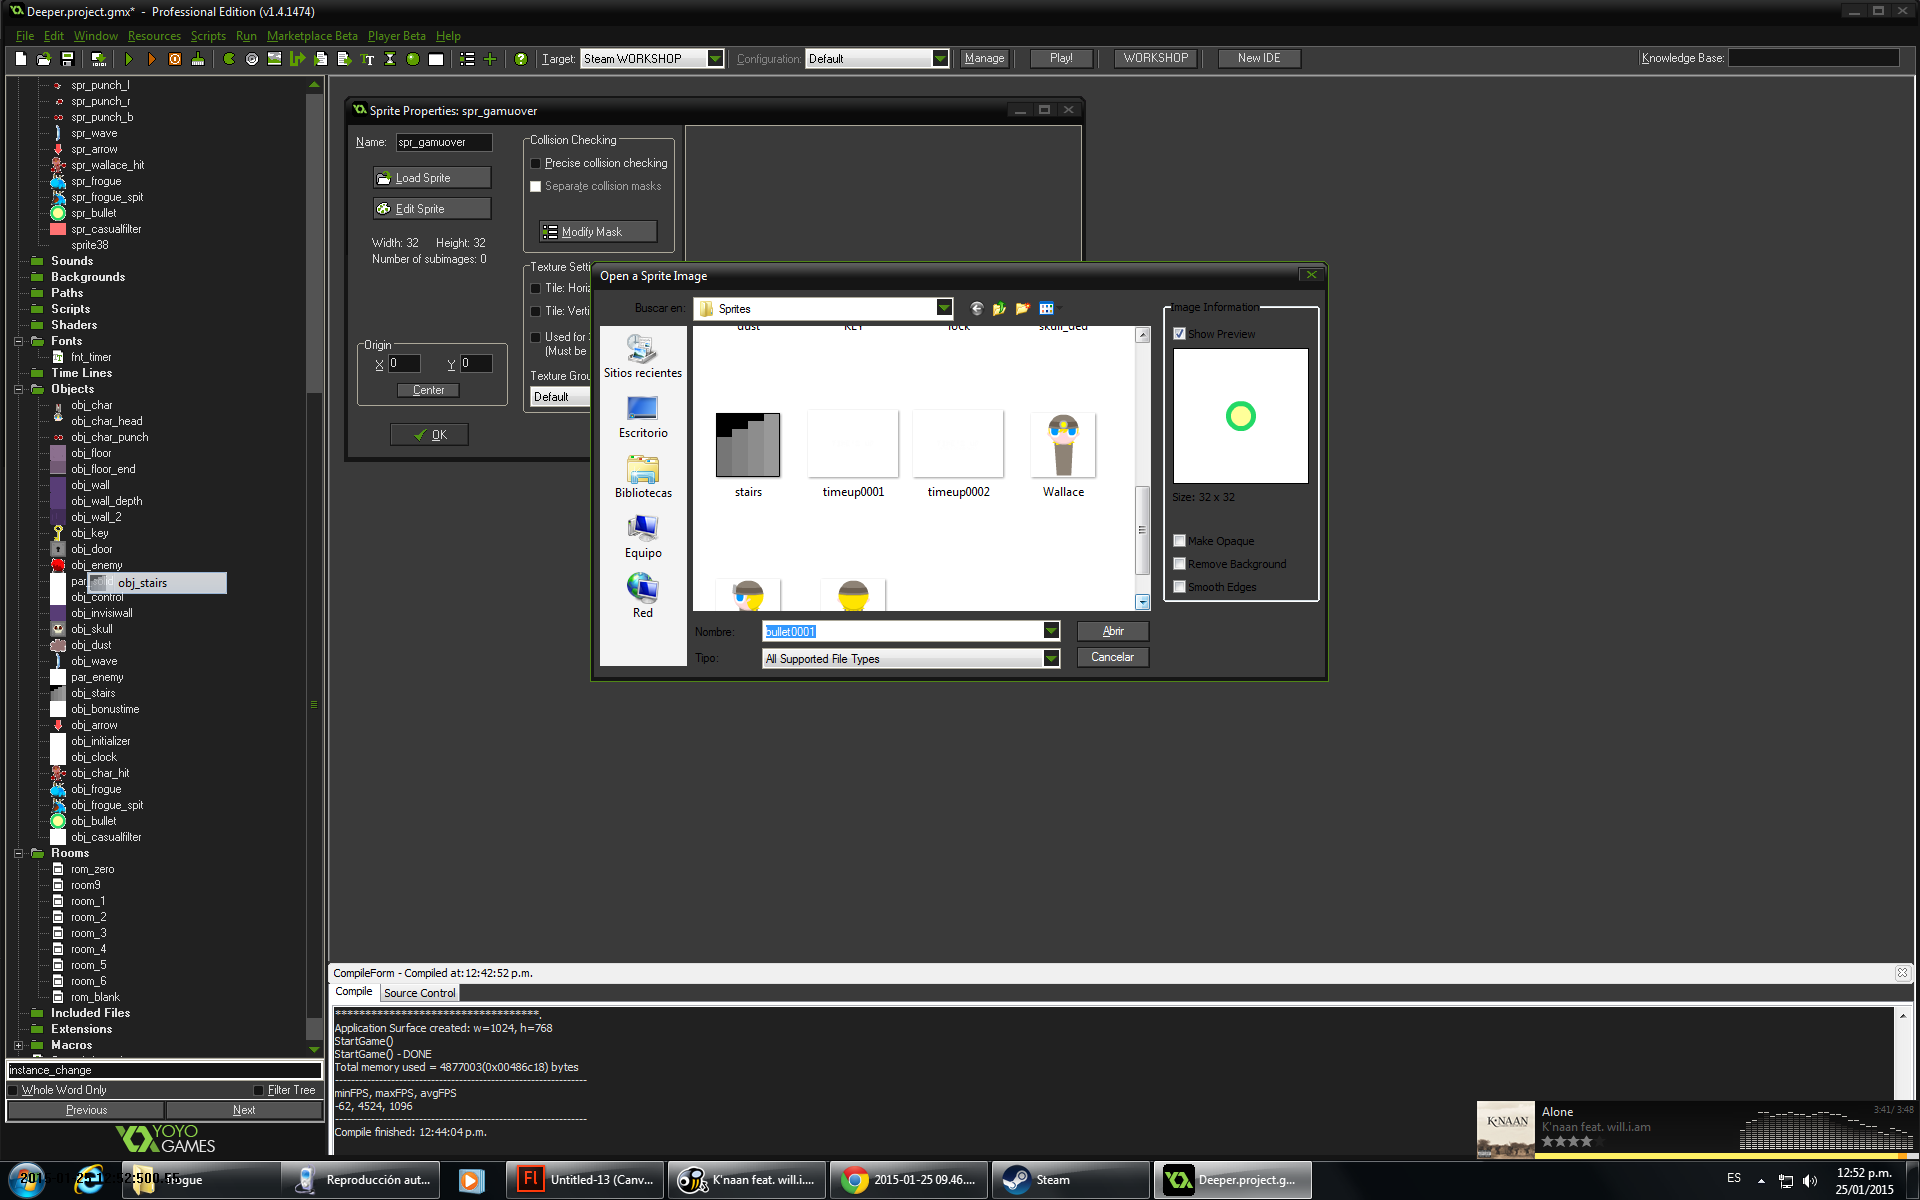 Deeper.project.gmx* - Professional Edition (v1.4.1474)
File Edit Window Resources Scripts Run Marketplace Beta Player Beta Help
Target: Steam WORKSHOP Configuration: Default Manage Play! WORKSHOP New IDE Knowledge Base:
spr_punch_l
spr_punch_r
spr_punch_b
spr_wave
spr_arrow
spr_wallace_hit
spr_frogue
spr_frogue_spit
spr_bullet
spr_casualfilter
sprite38
Sounds
Backgrounds
Paths
Scripts
Shaders
Fonts
fnt_timer
Time Lines
Objects
obj_char
obj_char_head
obj_char_punch
obj_floor
obj_floor_end
obj_wall
obj_wall_depth
obj_wall_2
obj_key
obj_door
obj_enemy
par_solid
obj_stairs
obj_control
obj_invisiwall
obj_skull
obj_dust
obj_wave
par_enemy
obj_stairs
obj_bonustime
obj_arrow
obj_initializer
obj_clock
obj_char_hit
obj_frogue
obj_frogue_spit
obj_bullet
obj_casualfilter
Rooms
rom_zero
room9
room_1
room_2
room_3
room_4
room_5
room_6
rom_blank
Included Files
Extensions
Macros
instance_change
Whole Word Only Filter Tree
Previous Next
YOYO
GAMES
Sprite Properties: spr_gamuover
Name: spr_gamuover
Load Sprite
Edit Sprite
Width: 32 Height: 32
Number of subimages: 0
Origin
X 0 Y 0
Center
OK
Collision Checking
Precise collision checking
Separate collision masks
Modify Mask
Texture Setti
Tile: Horiz
Tile: Verti
Used for
(Must be
Texture Grou
Default
Open a Sprite Image
Buscar en: Sprites
Sitios recientes
Escritorio
Bibliotecas
Equipo
Red
dust KEY lock skull_ded
stairs timeup0001 timeup0002 Wallace
Nombre: bullet0001 Abrir
Tipo: All Supported File Types Cancelar
Image Information
Show Preview
Size: 32 x 32
Make Opaque
Remove Background
Smooth Edges
CompileForm - Compiled at:12:42:52 p.m.
Compile Source Control
***********************************.
Application Surface created: w=1024, h=768
StartGame()
StartGame() - DONE
Total memory used = 4877003(0x00486c18) bytes
minFPS, maxFPS, avgFPS
-62, 4524, 1096
Compile finished: 12:44:04 p.m.
K'NAAN
Alone 3:41/ 3:48
K'naan feat. will.i.am
2015-01-25 12:52:500.55
ogue
Reproducción aut...
Fl Untitled-13 (Canv...
K'naan feat. will.i....
2015-01-25 09.46....
Steam
Deeper.project.g...
ES
12:52 p.m.
25/01/2015